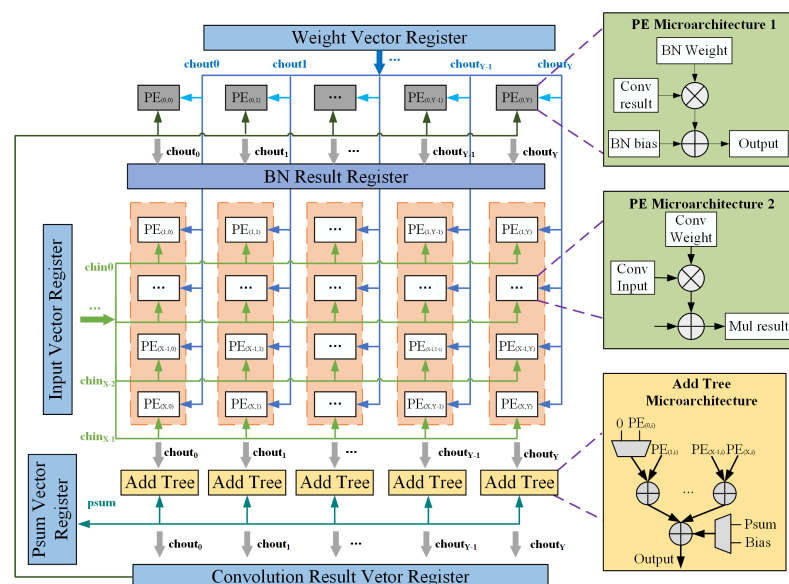 Weight Vector Register
chout0
chout1
...
choutY-1
choutY
PE(0,0)
PE(0,1)
...
PE(0,Y-1)
PE(0,Y)
chout0
chout1
...
choutY-1
choutY
BN Result Register
PE(1,0)
PE(1,1)
...
PE(1,Y-1)
PE(1,Y)
chin0
...
...
...
...
...
...
PE(X-1,0)
PE(X-1,1)
...
PE(X-1,Y-1)
PE(X-1,Y)
chinX-2
PE(X,0)
PE(X,1)
...
PE(X,Y-1)
PE(X,Y)
chinX-1
Input Vector Register
chout0
chout1
...
choutY-1
choutY
Add Tree
Add Tree
Add Tree
Add Tree
Add Tree
psum
Psum Vector
Register
chout0
chout1
...
choutY-1
choutY
Convolution Result Vetor Register
PE Microarchitecture 1
BN Weight
Conv
result
BN bias
Output
PE Microarchitecture 2
Conv
Weight
Conv
Input
Mul result
Add Tree
Microarchitecture
0 PE(0,i)
PE(1,i)
PE(X-1,i)
PE(X,i)
...
Psum
Bias
Output